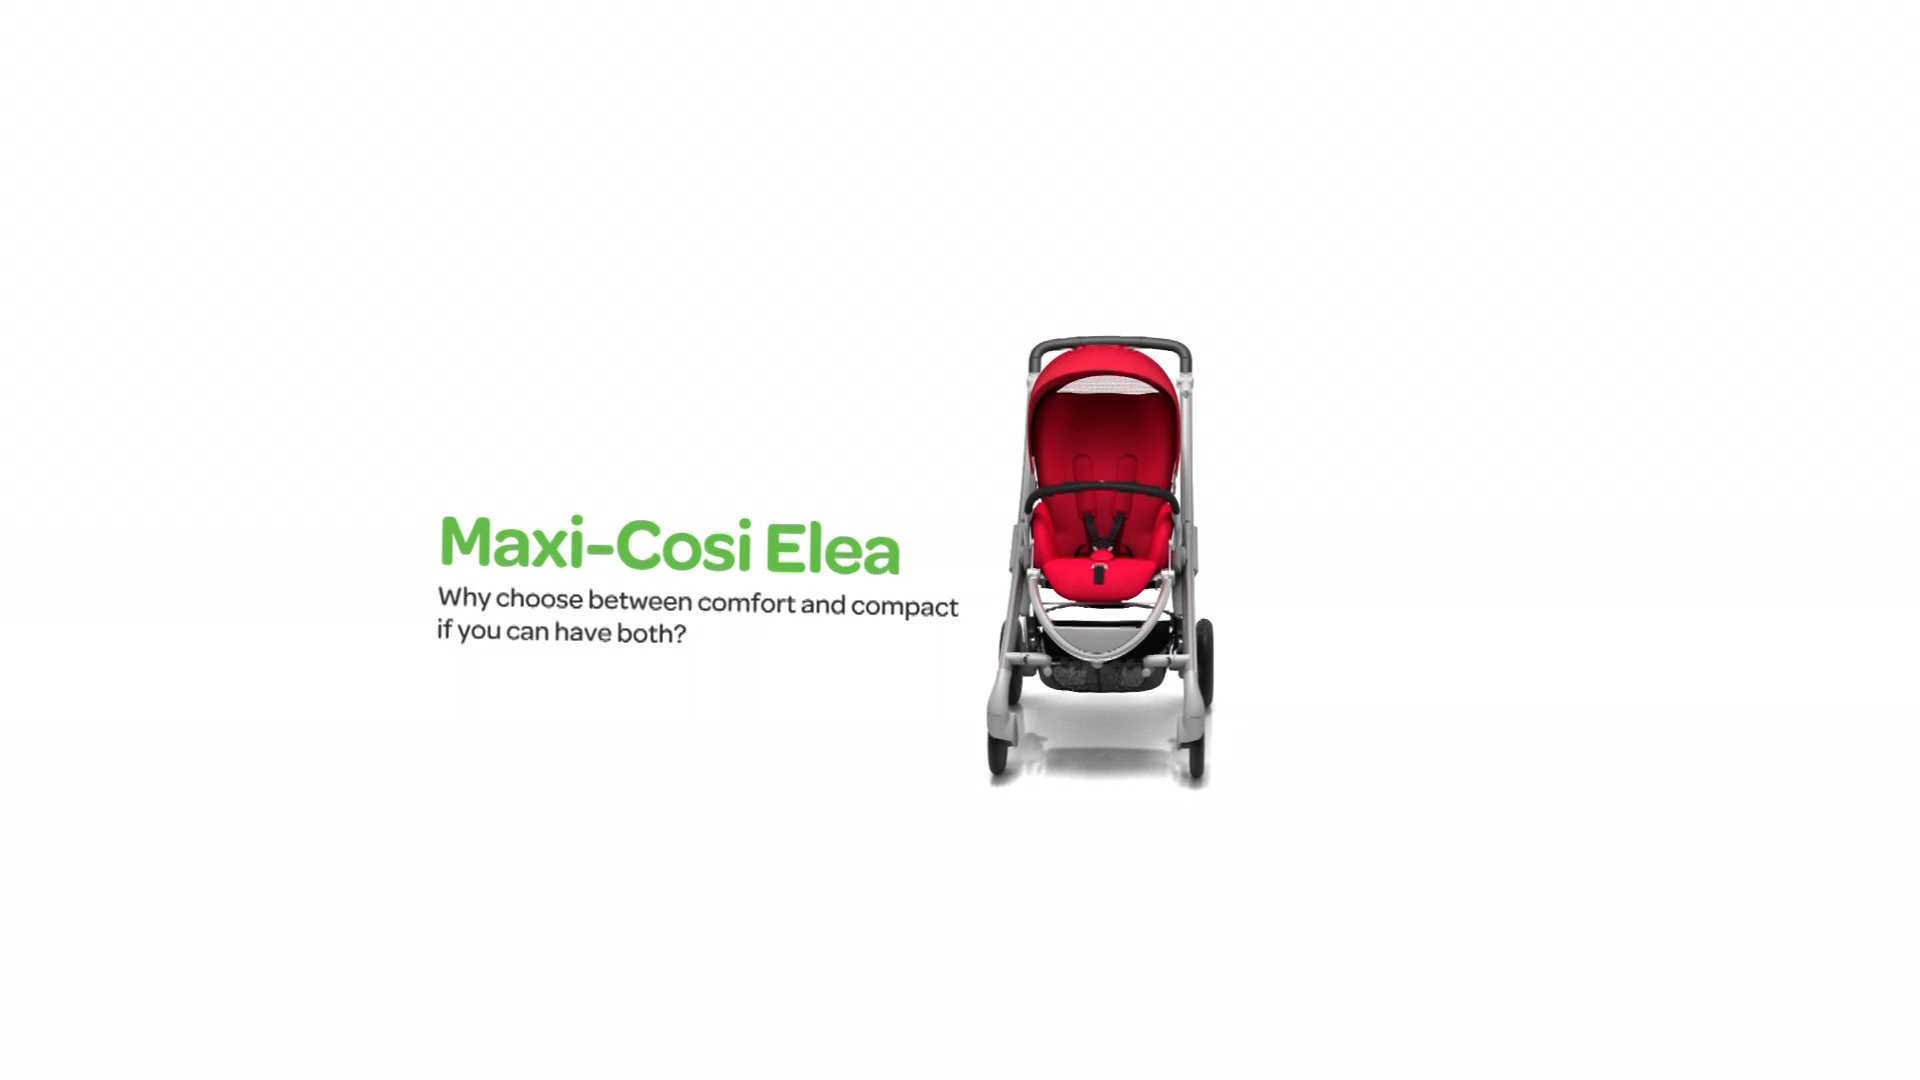 Maxi-Cosi Elea
Why choose between comfort and compact
if you can have both?